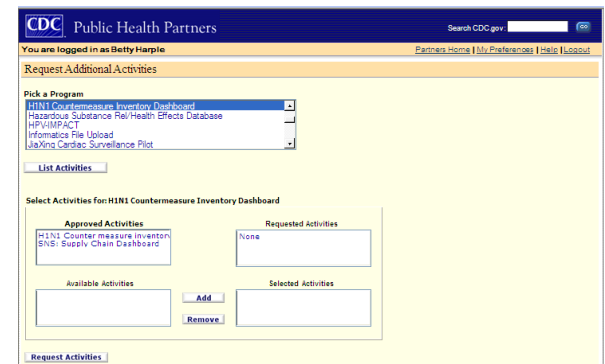 CDC Public Health Partners
Search CDC.gov: GO
You are logged in as Betty Harple
Partners Home | My Preferences | Help | Logout
Request Additional Activities
Pick a Program
H1N1 Countermeasure Inventory Dashboard
Hazardous Substance Rel/Health Effects Database
HPV-IMPACT
Informatics File Upload
JiaXing Cardiac Surveillance Pilot
List Activities
Select Activities for: H1N1 Countermeasure Inventory Dashboard
Approved Activities
Requested Activities
H1N1 Counter measure inventory
SNS: Supply Chain Dashboard
None
Available Activities
Selected Activities
Add
Remove
Request Activities